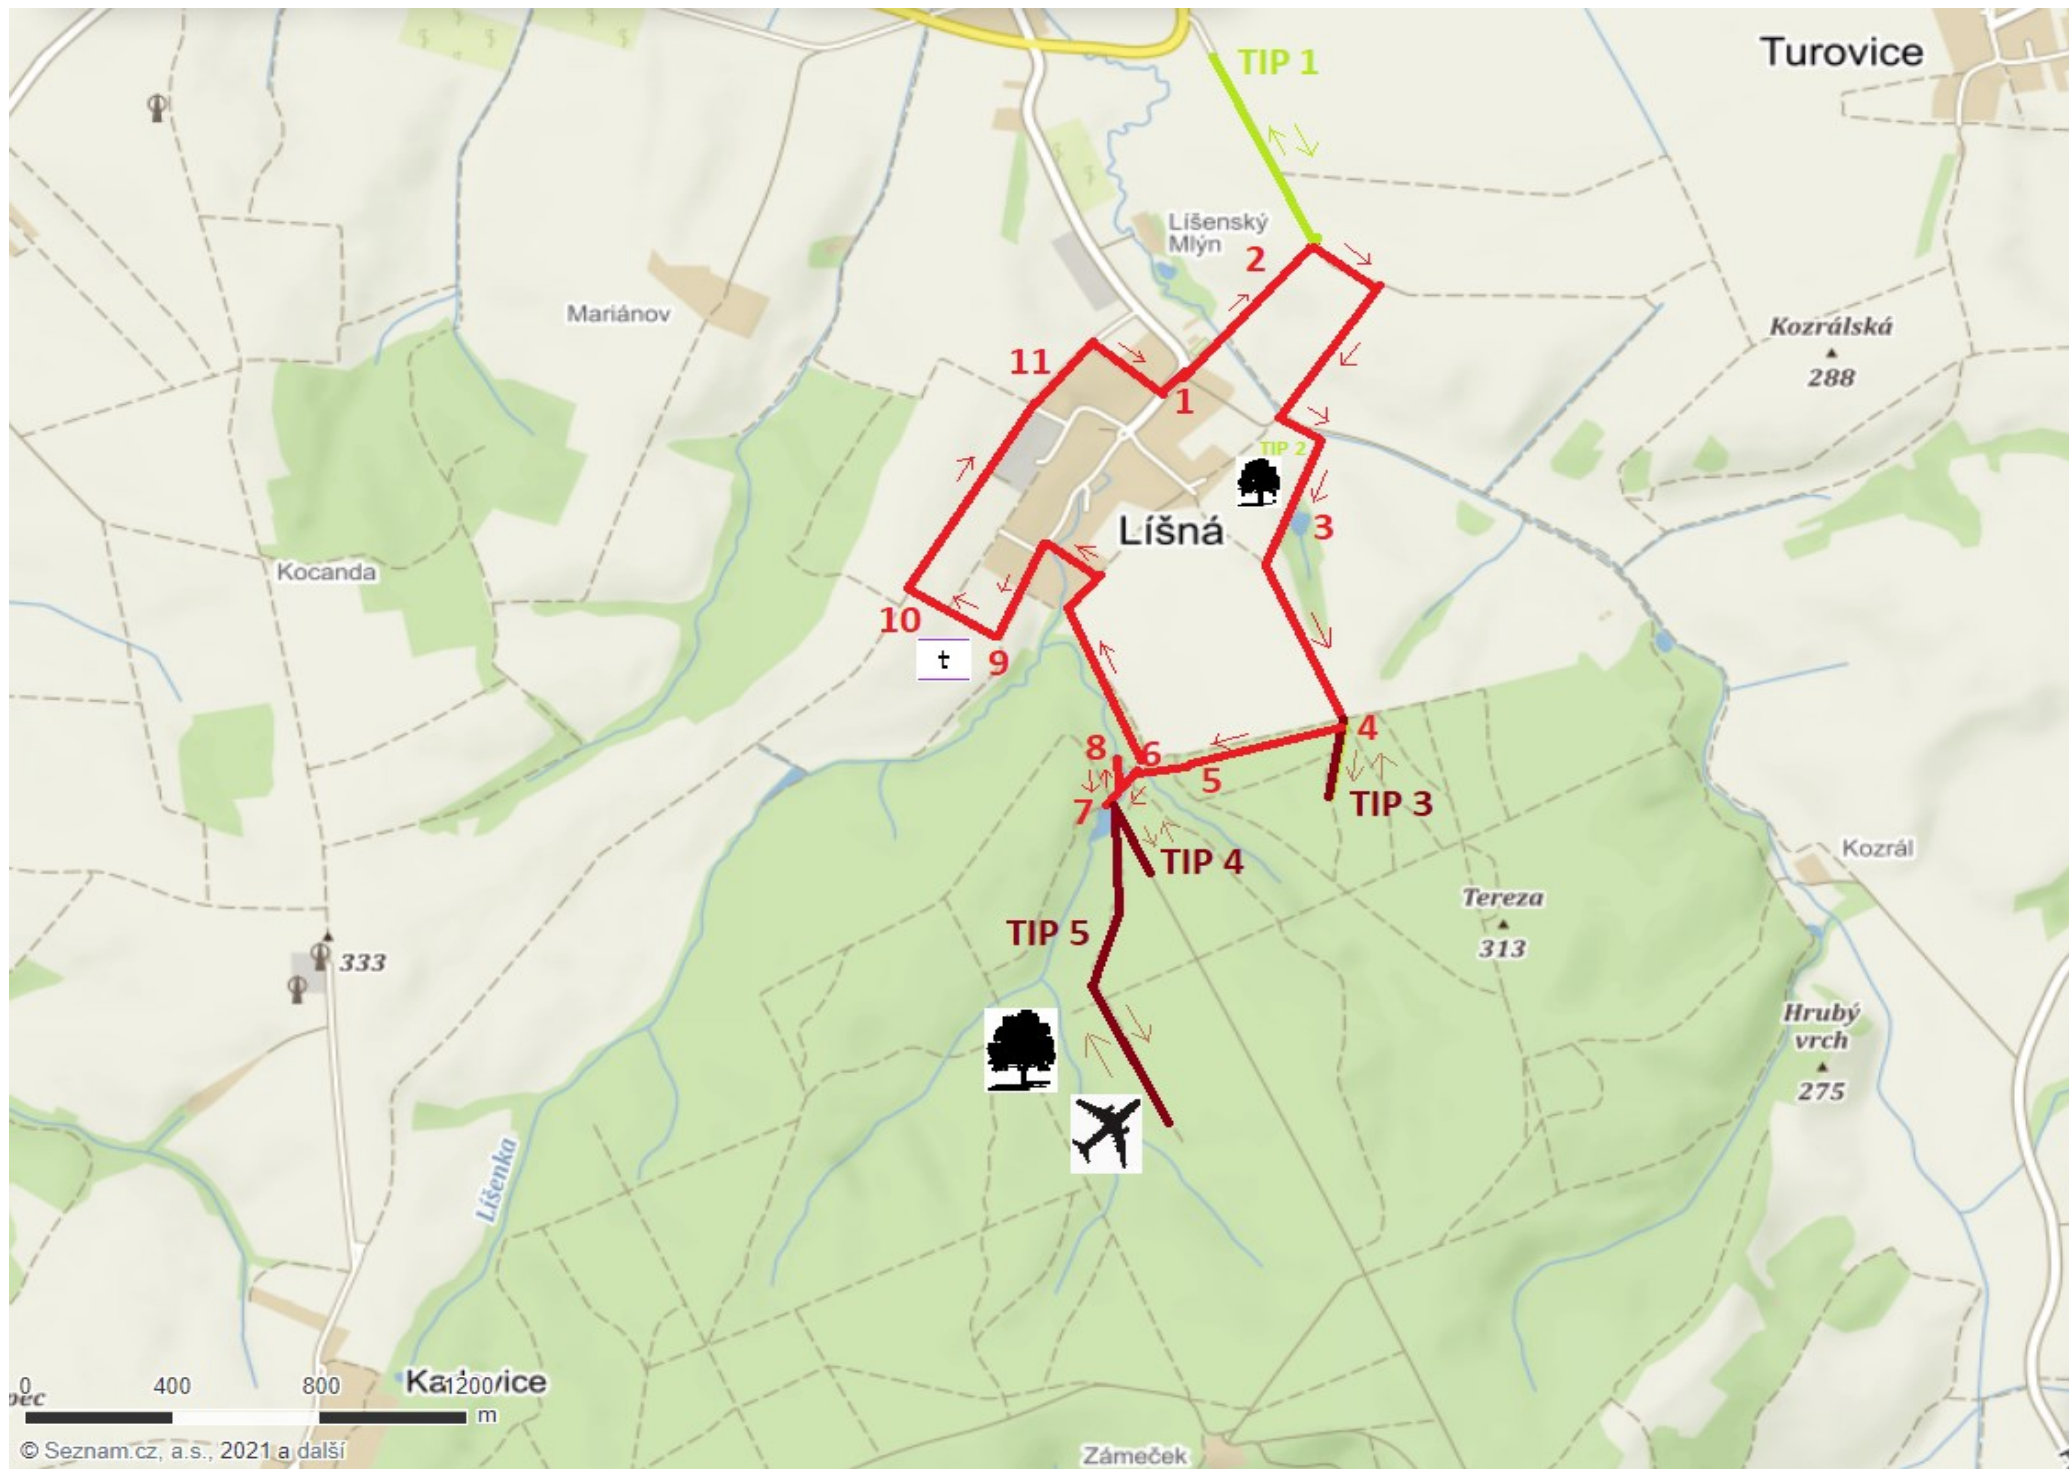 TIP 1
Turovice
Líšenský
Mlýn
2
Mariánov
Kozrálská
288
11
1
TIP 2
Líšná
3
Kocanda
10
t
9
4
8
6
5
7
TIP 3
TIP 4
Kozrál
Tereza
313
TIP 5
333
Hrubý
vrch
275
Líšenka
0 400 800 1200 m
Zámeček
© Seznam.cz, a.s., 2021 a další